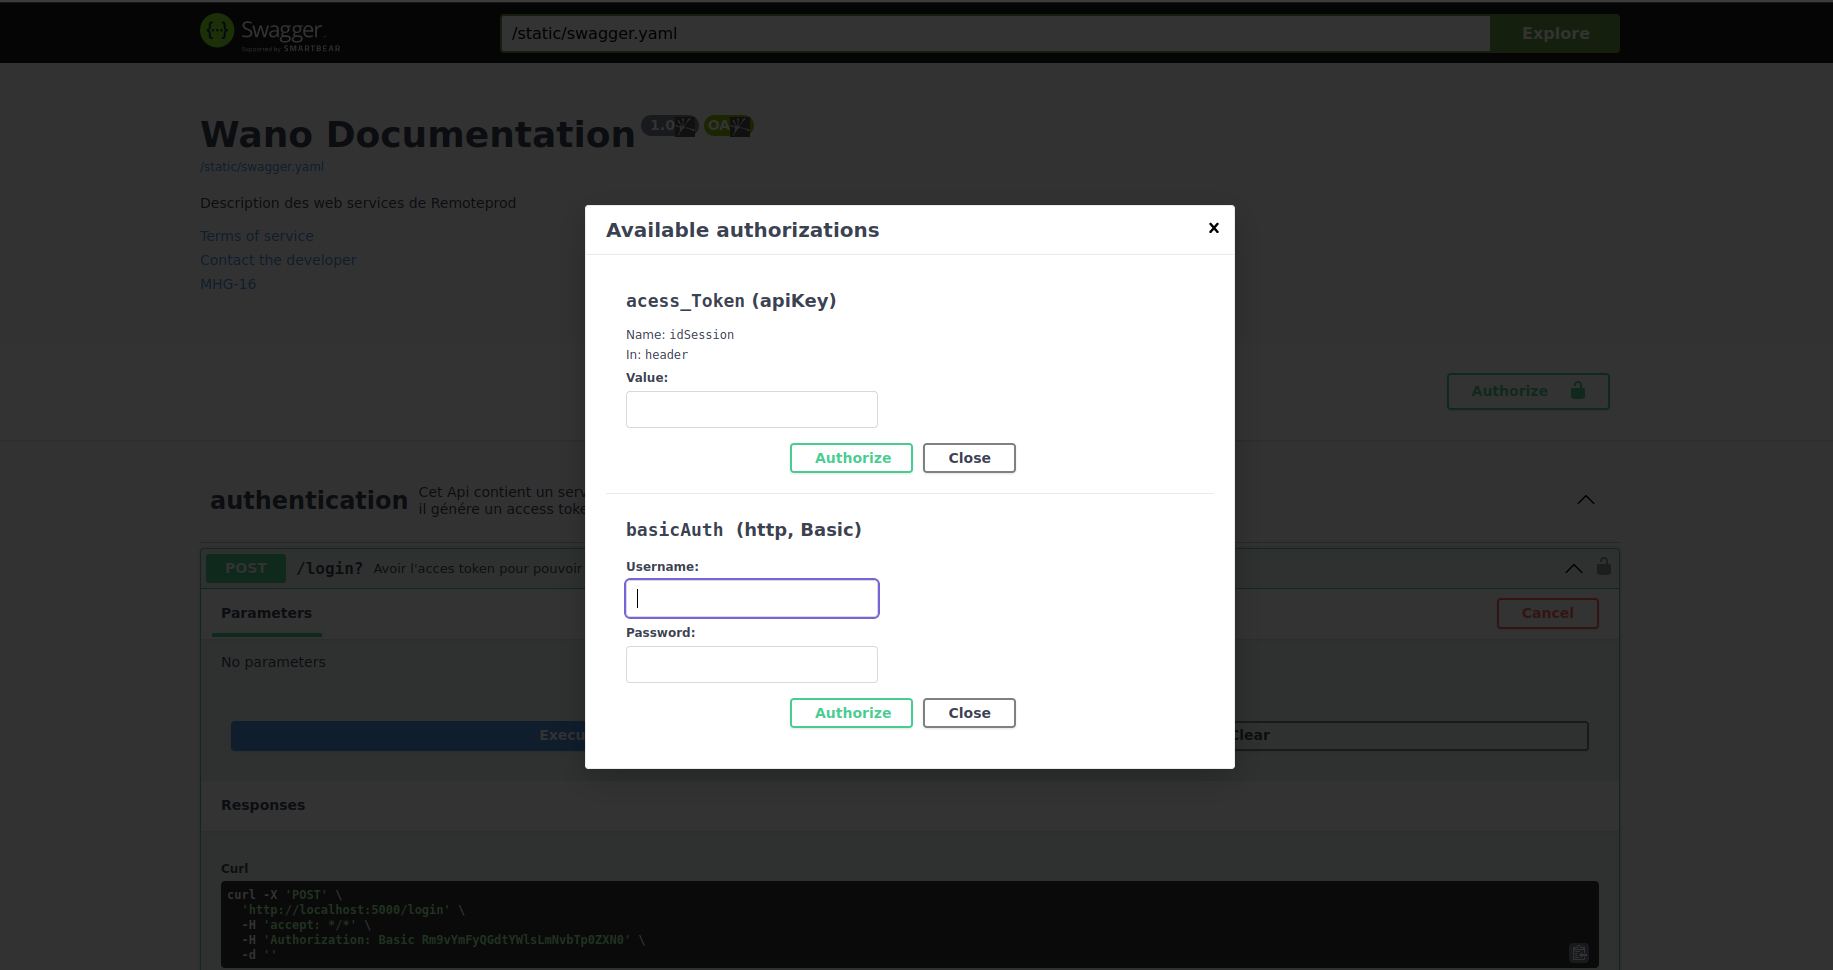 Swagger.
Supported by SMARTBEAR
/static/swagger.yaml
Explore
Wano Documentation
1.0
OA
/static/swagger.yaml
Description des web services de Remoteprod
Terms of service
Contact the developer
MHG-16
Authorize
Available authorizations
×
acess_Token (apiKey)
Name: idSession
In: header
Value:
Authorize
Close
basicAuth (http, Basic)
Username:
Password:
Authorize
Close
authentication
Cet Api contient un serv
il génére un access toke
POST
/login?
Avoir l'acces token pour pouvoir
Parameters
Cancel
No parameters
Execu
Clear
Responses
Curl
curl -X 'POST' \
'http://localhost:5000/login' \
-H 'accept: */*' \
-H 'Authorization: Basic Rm9vYmFyQGdtYWlsLmNvbTp0ZXN0' \
-d ''